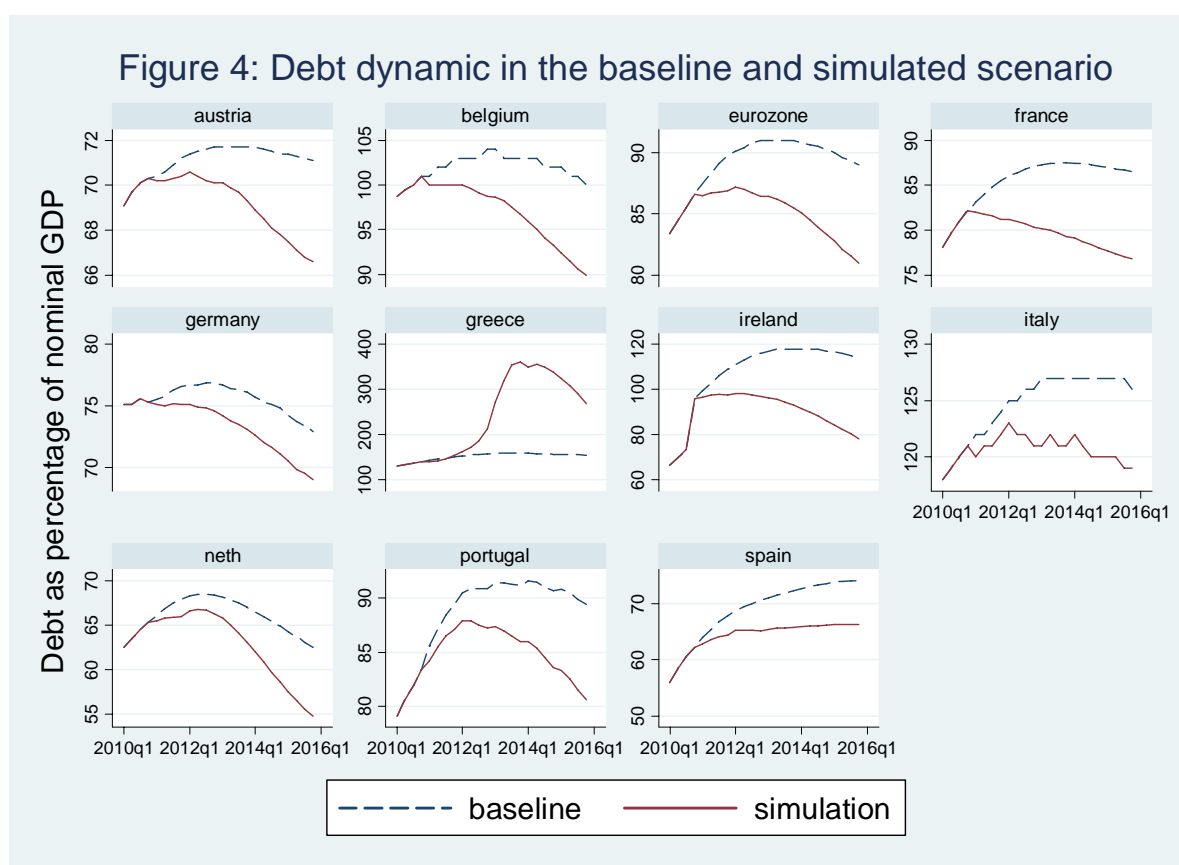 Figure 4: Debt dynamic in the baseline and simulated scenario
Debt as percentage of nominal GDP
austria
72
70
68
66
belgium
105
100
95
90
eurozone
90
85
80
france
90
85
80
75
germany
80
75
70
greece
400
300
200
100
ireland
120
100
80
60
italy
130
125
120
2010q1 2012q1 2014q1 2016q1
neth
70
65
60
55
2010q1 2012q1 2014q1 2016q1
portugal
90
85
80
2010q1 2012q1 2014q1 2016q1
spain
70
60
50
2010q1 2012q1 2014q1 2016q1
baseline simulation